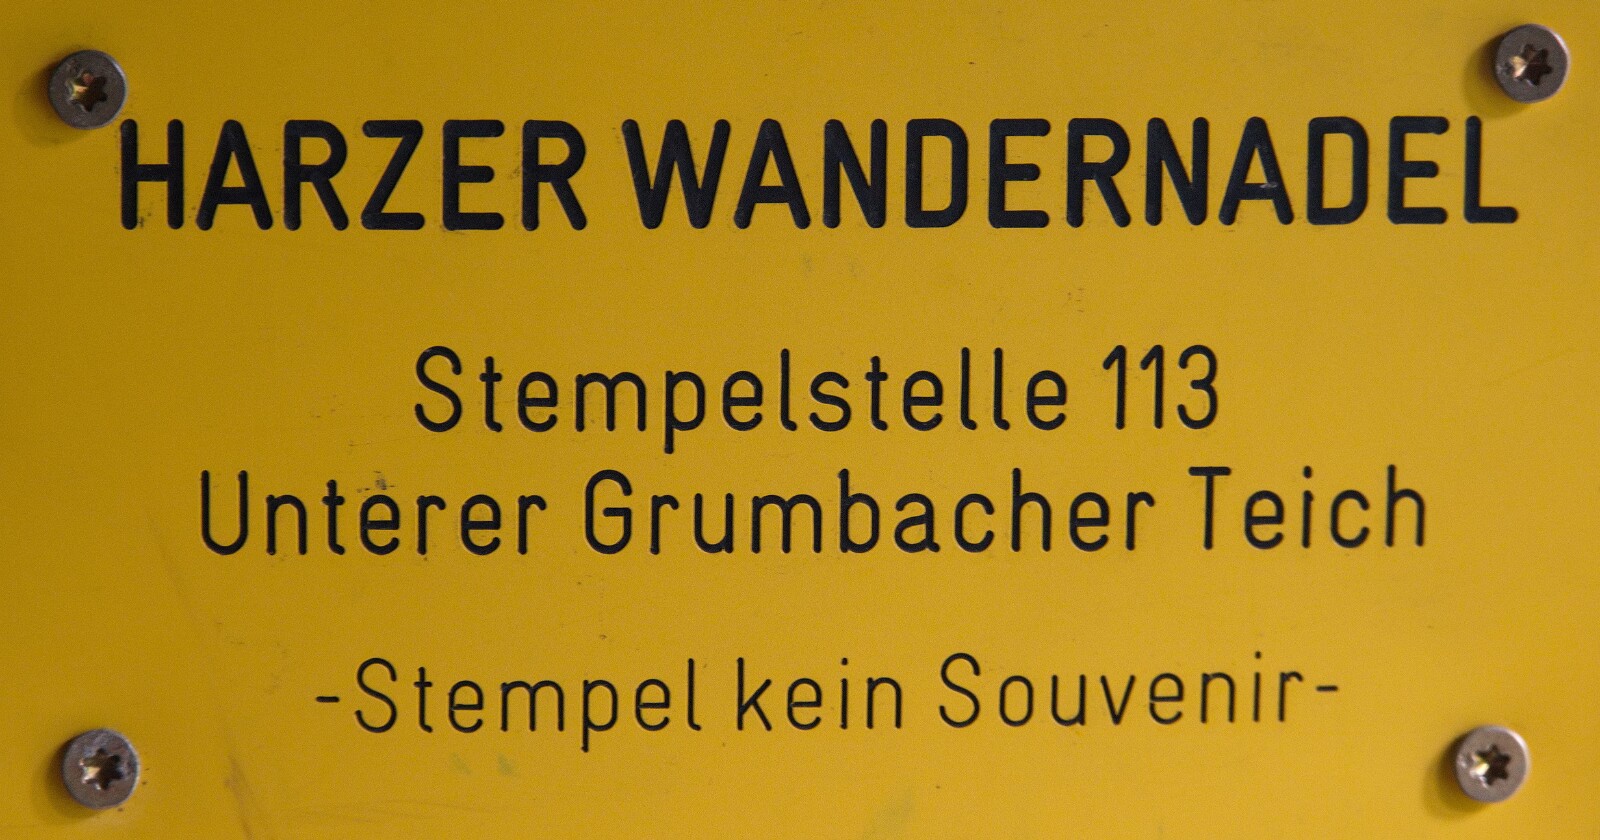 HARZER WANDERNADEL
Stempelstelle 113
Unterer Grumbacher Teich
-Stempel kein Souvenir-